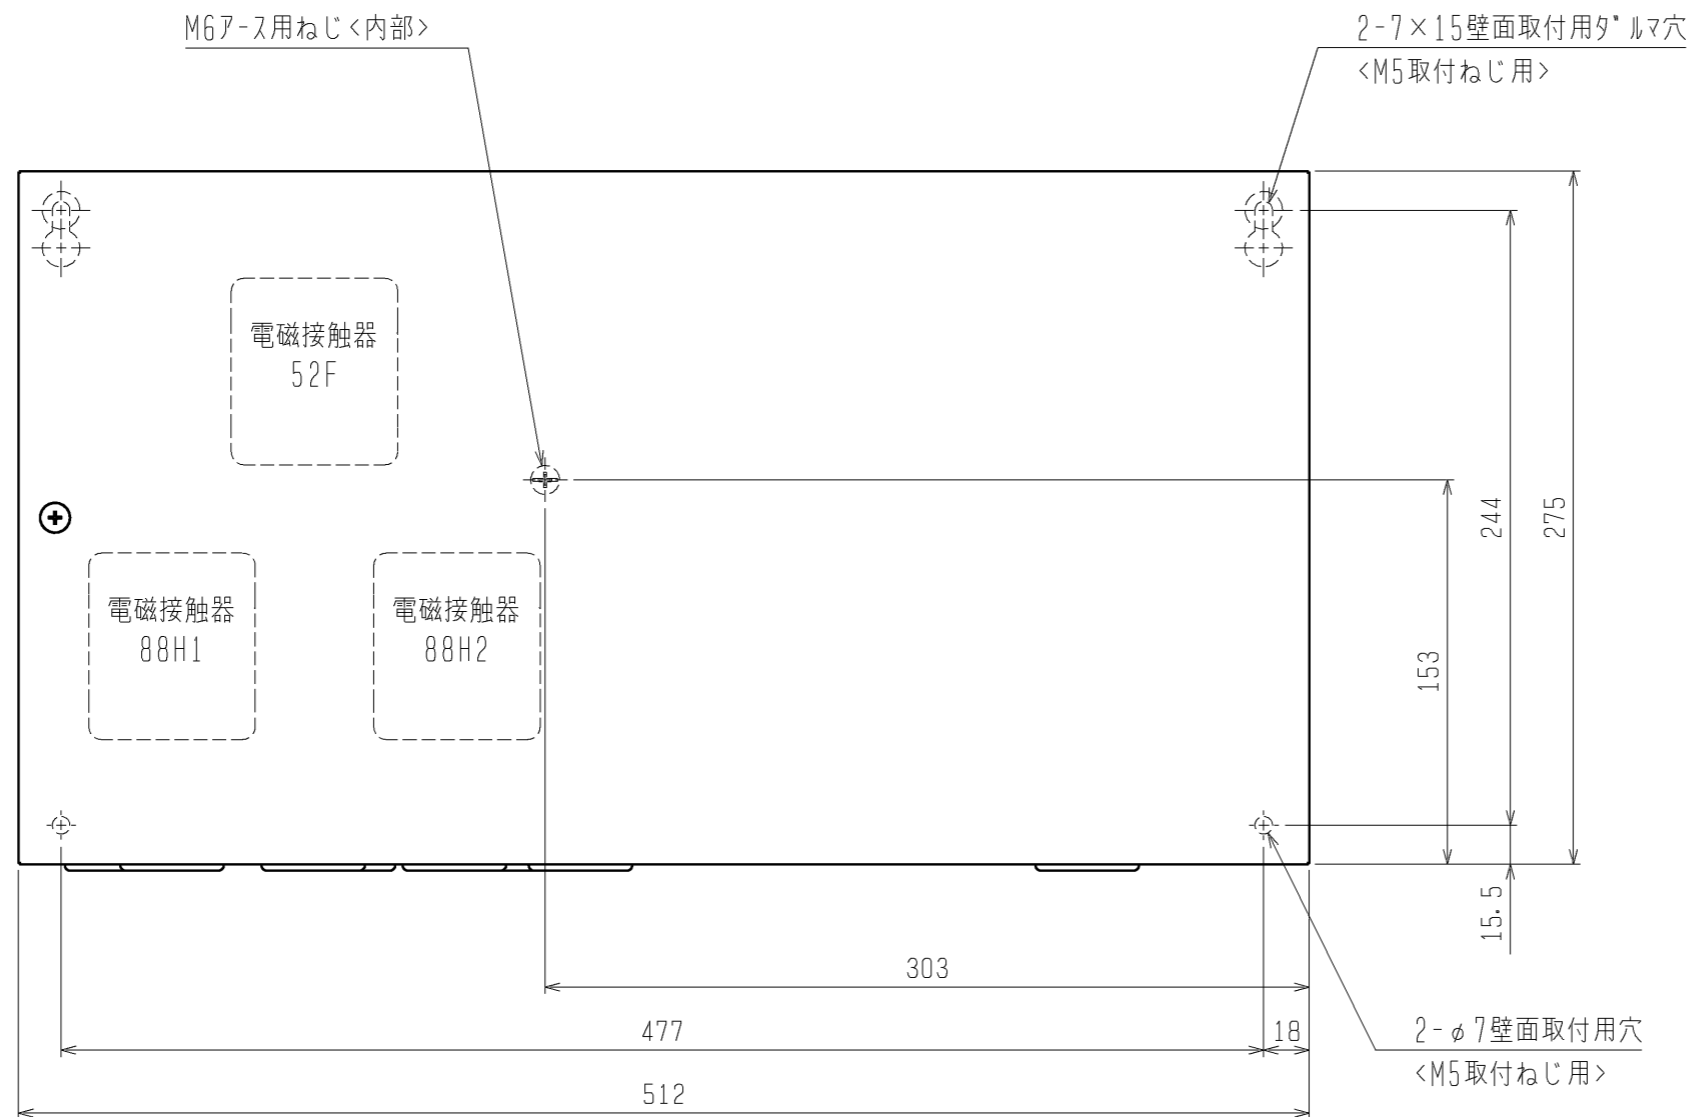 M6アース用ねじ<内部>
2-7×15壁面取付用ダルマ穴
<M5取付ねじ用>
電磁接触器
52F
電磁接触器
88H1
電磁接触器
88H2
244
275
153
15.5
303
477
18
512
2-φ7壁面取付用穴
<M5取付ねじ用>